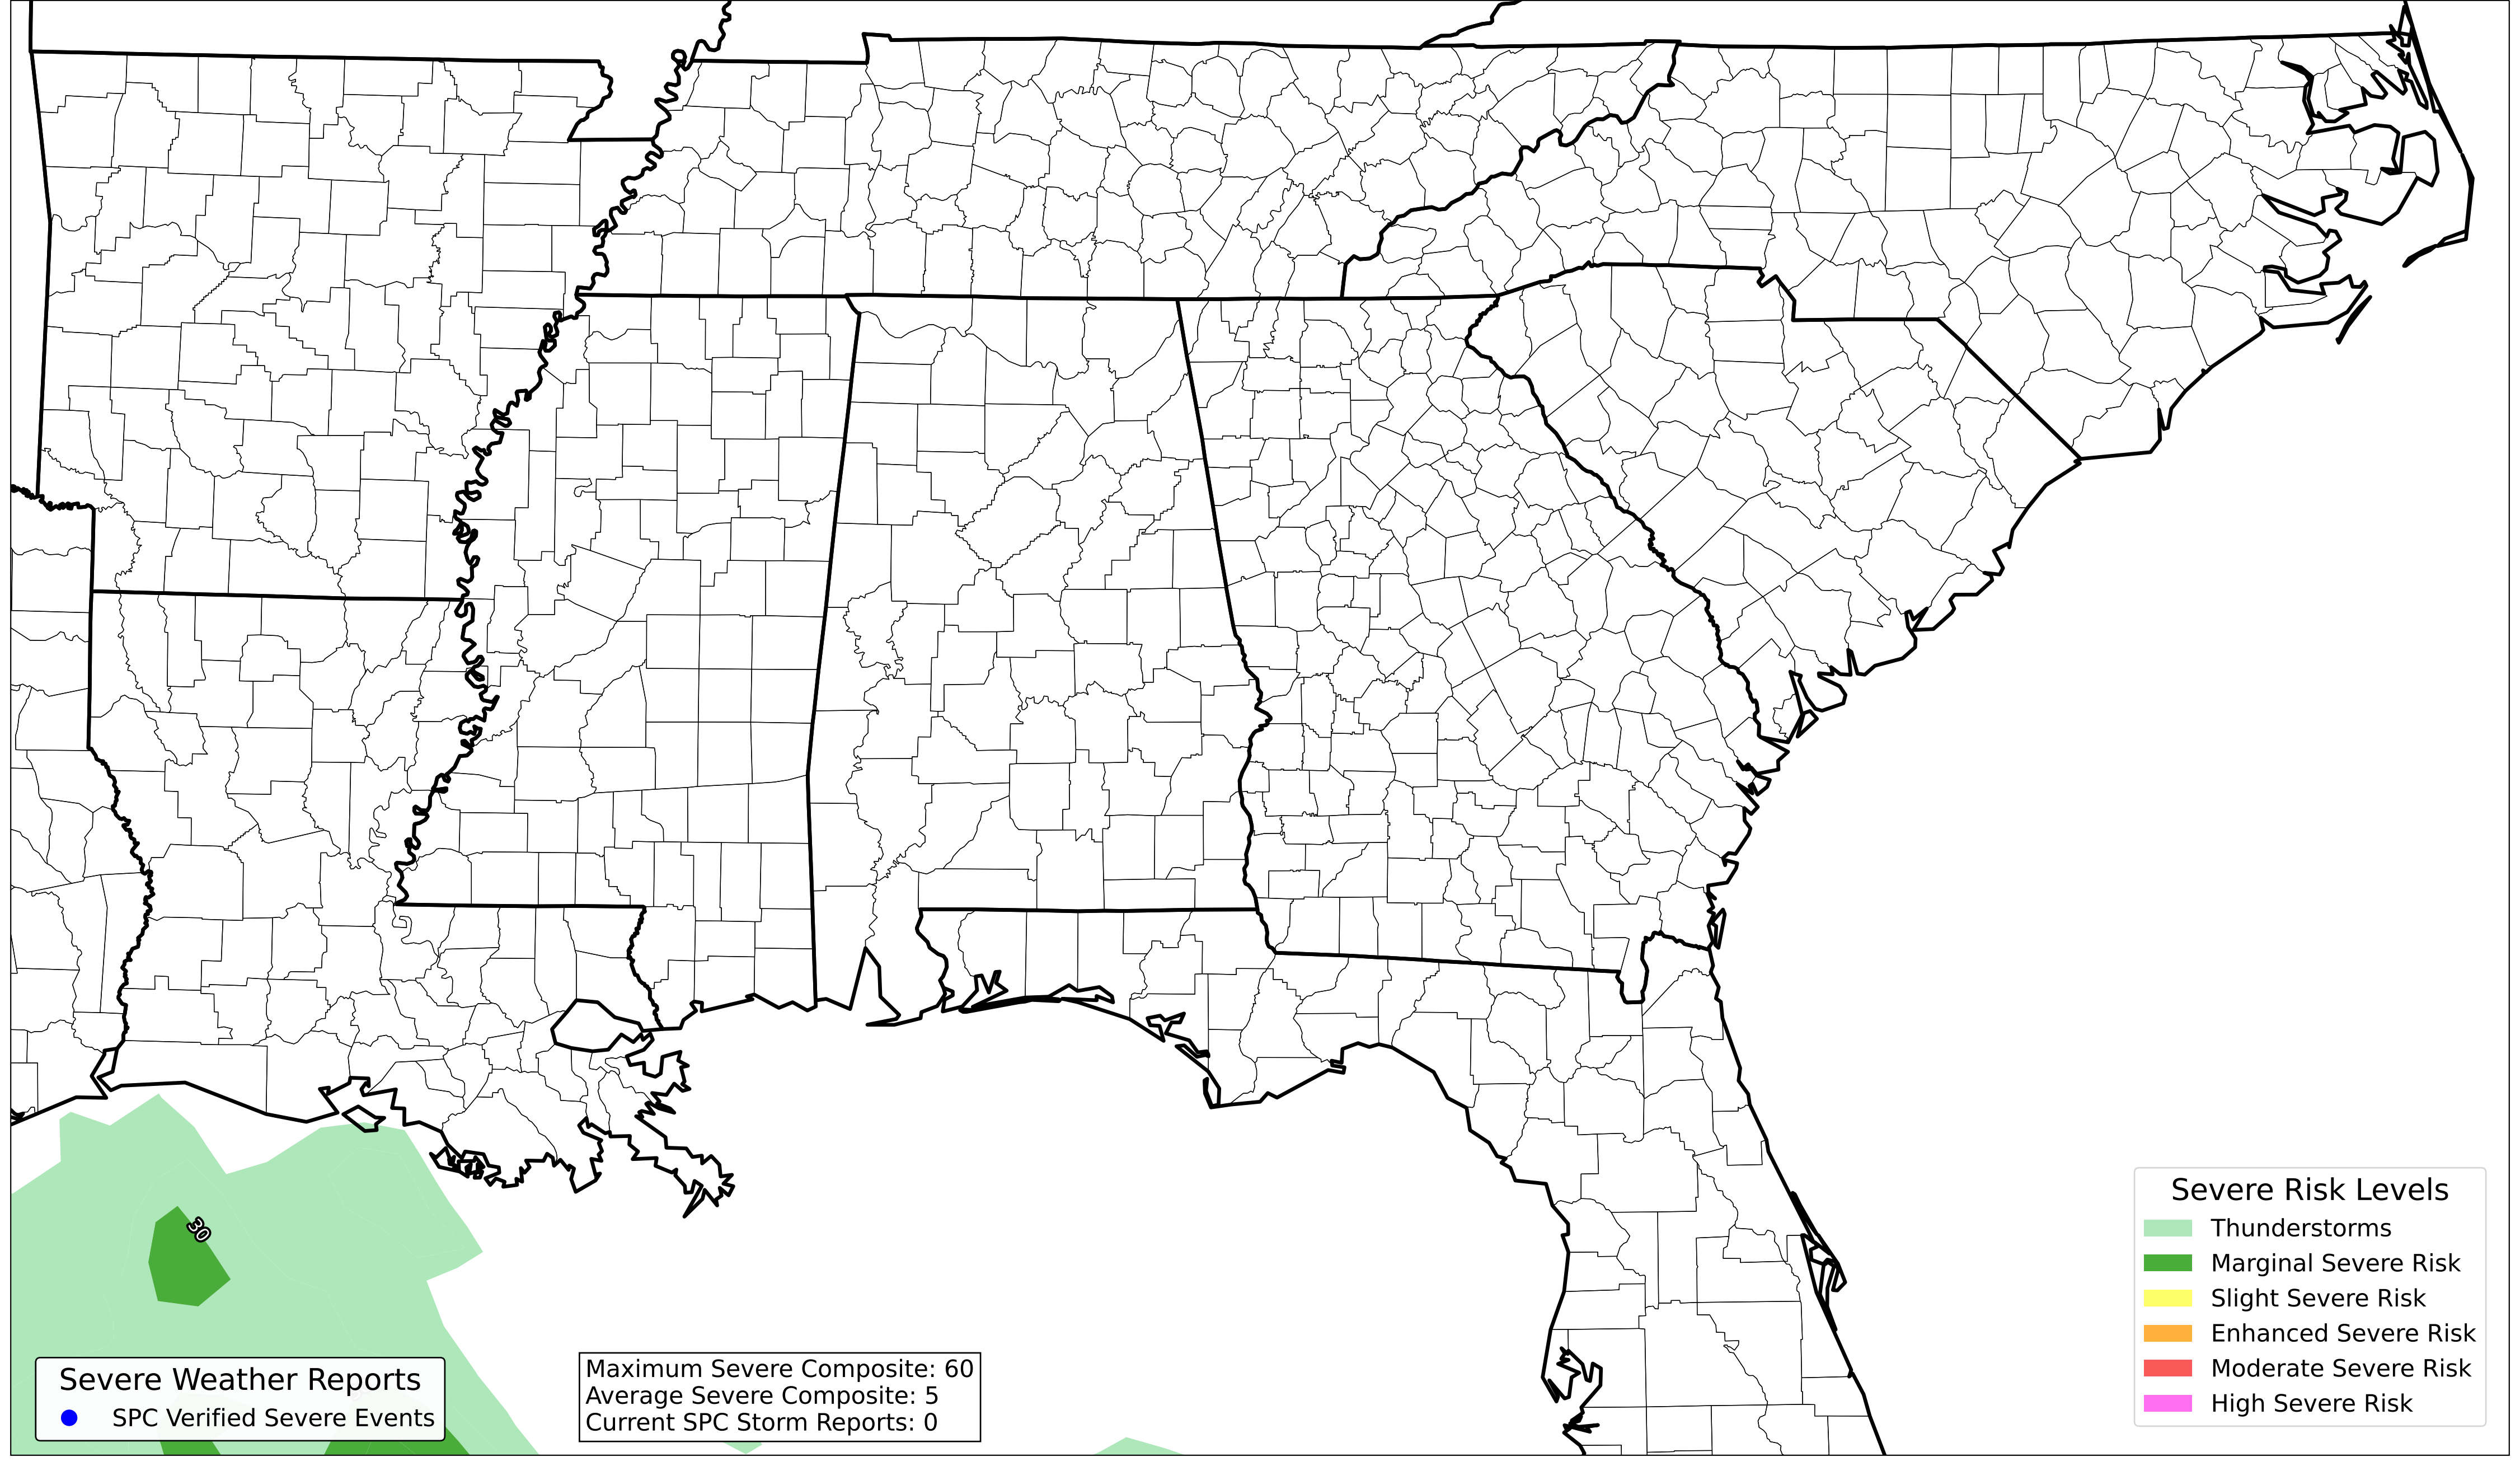 30
Severe Weather Reports
SPC Verified Severe Events
Maximum Severe Composite: 60
Average Severe Composite: 5
Current SPC Storm Reports: 0
Severe Risk Levels
Thunderstorms
Marginal Severe Risk
Slight Severe Risk
Enhanced Severe Risk
Moderate Severe Risk
High Severe Risk